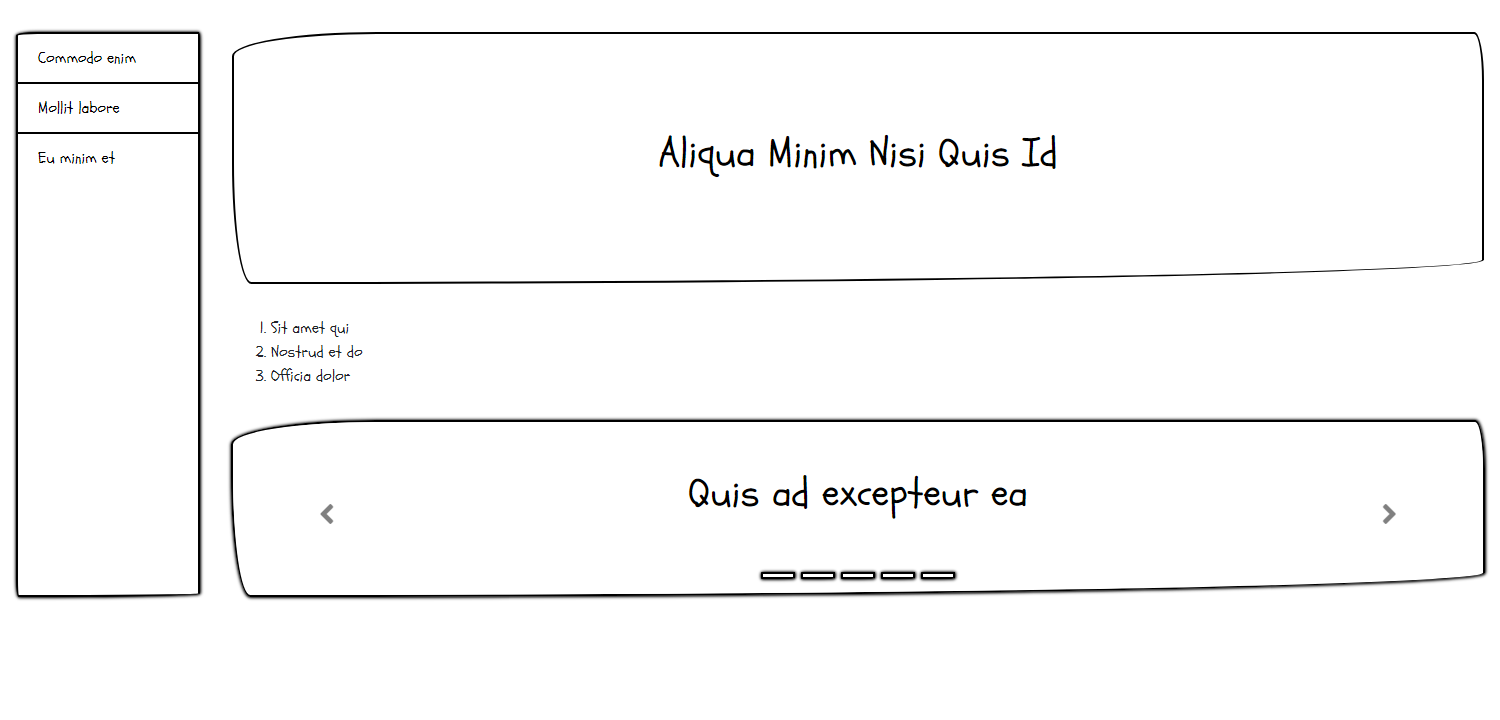 Commodo enim
Mollit labore
Eu minim et
Aliqua Minim Nisi Quis Id
1. Sit amet qui
2. Nostrud et do
3. Officia dolor
Quis ad excepteur ea